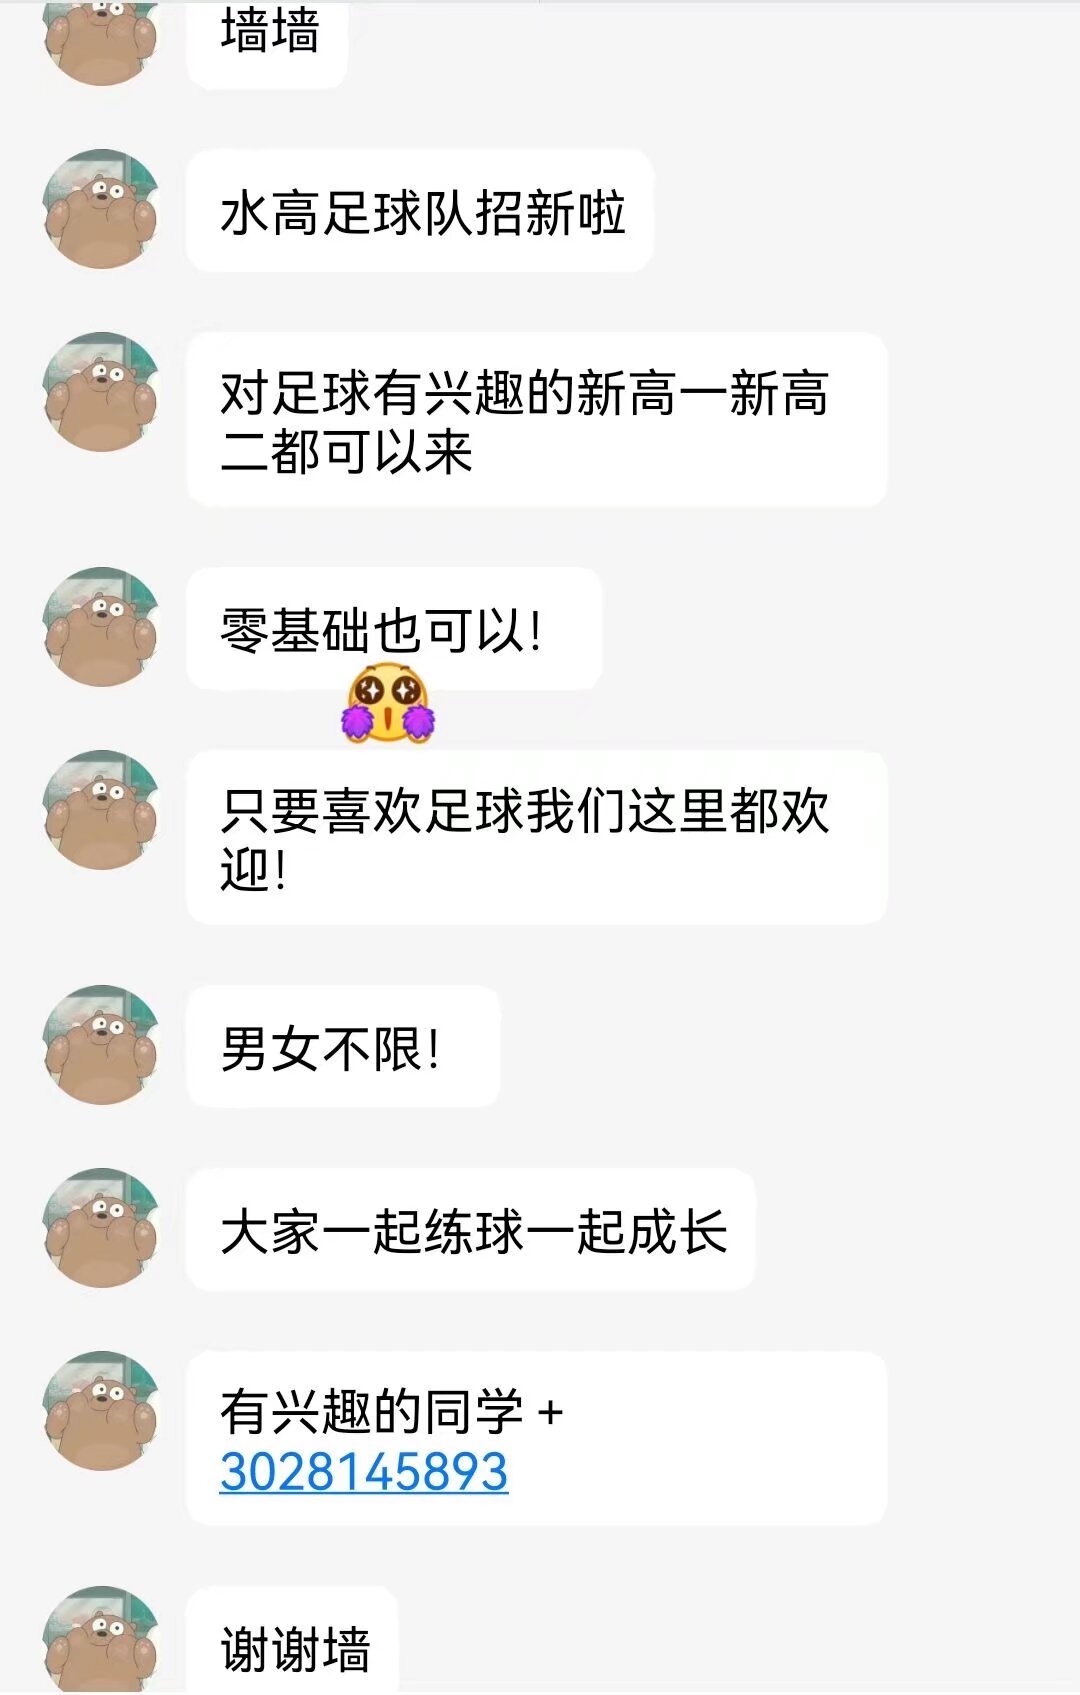 墙墙
水高足球队招新啦
对足球有兴趣的新高一新高
二都可以来
零基础也可以！
只要喜欢足球我们这里都欢
迎！
男女不限！
大家一起练球一起成长
有兴趣的同学 +
3028145893
谢谢墙